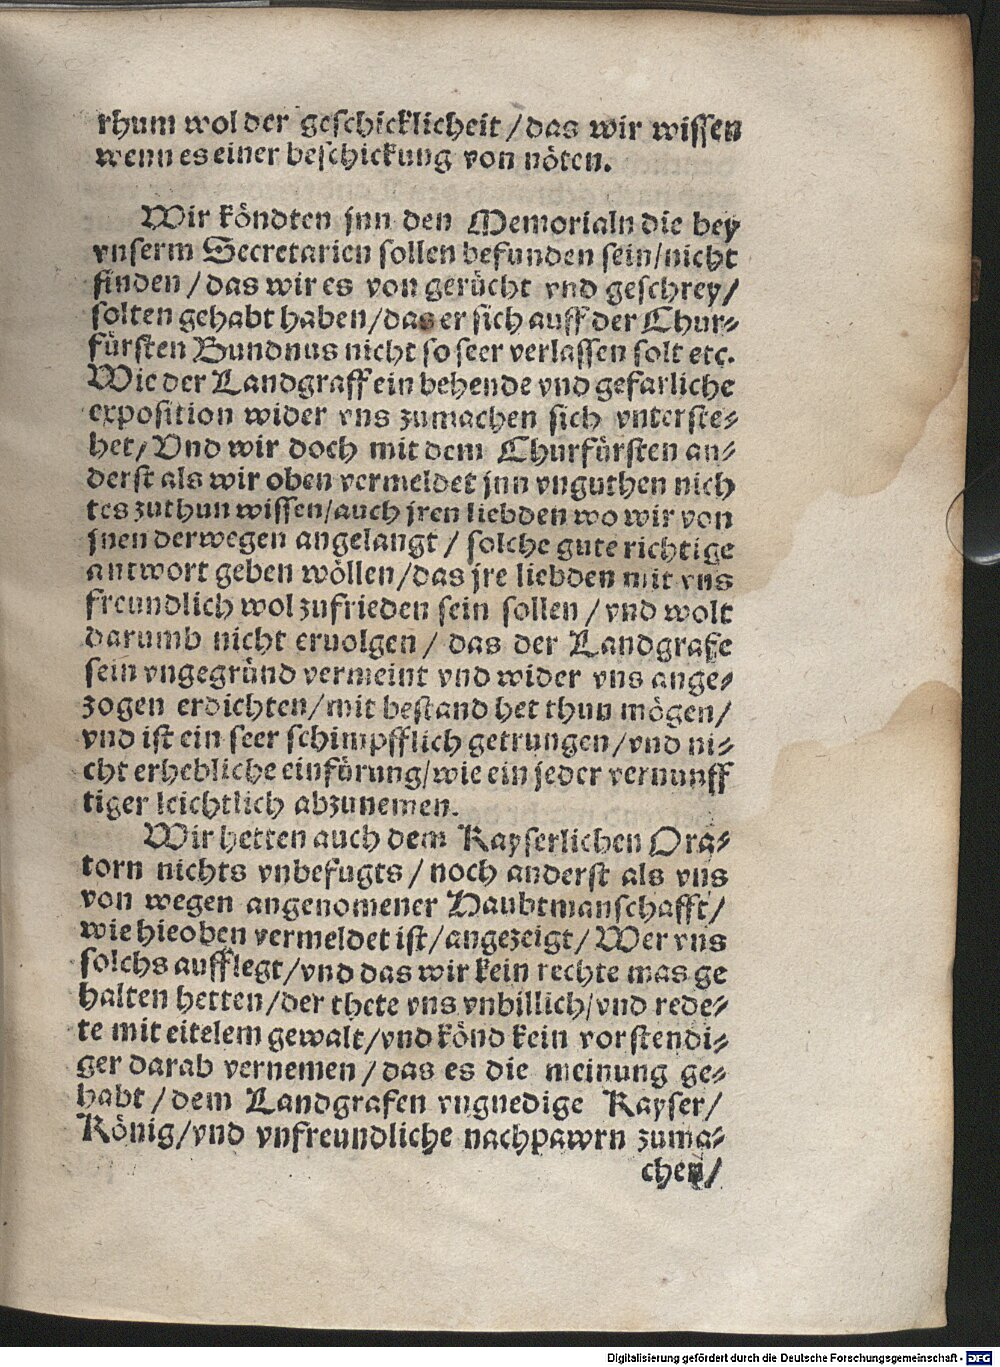 rhum wol der geschicklicheit / das wir wissen
wenn es einer beschickung von nöten.
Wir köndten jnn den Memorialn die bey
vnserm Secretarien sollen befunden sein/nicht
finden / das wir es von gerücht vnd geschrey/
solten gehabt haben/das er sich auff der Chur⸗
fürsten Bundnus nicht so seer verlassen solt etc.
Wie der Landgraff ein behende vnd gefarliche
exposition wider vns zumachen sich vnterste⸗
het/ Vnd wir doch mit dem Churfürsten an⸗
derst als wir oben vermeldet jnn vnguthen nich
tes zuthun wissen/auch jren liebden wo wir von
jnen derwegen angelangt / solche gute richtige
antwort geben wöllen/das jre liebden mit vns
freundlich wol zufrieden sein sollen / vnd wolt
darumb nicht eruolgen / das der Landgrafe
sein vngegründ vermeint vnd wider vns ange⸗
zogen erdichten/mit bestand het thun mögen/
vnd ist ein seer schimpfflich getrungen/vnd ni⸗
cht erhebliche einfürung/wie ein jeder vernunff
tiger leichtlich abzunemen.
Wir hetten auch dem Kayserlichen Ora⸗
torn nichts vnbefugts / noch anderst als vns
von wegen angenomener Haubtmanschafft/
wie hieoben vermeldet ist/angezeigt/ Wer vns
solchs aufflegt/vnd das wir kein rechte mas ge
halten hetten/der thete vns vnbillich/vnd rede⸗
te mit eitelem gewalt/vnd könd kein vorstendi⸗
ger darab vernemen / das es die meinung ge⸗
habt / dem Landgrafen vngnedige Kayser/
König/vnd vnfreundliche nachpawrn zuma⸗
chen/
Digitalisierung gefördert durch die Deutsche Forschungsgemeinschaft - DFG